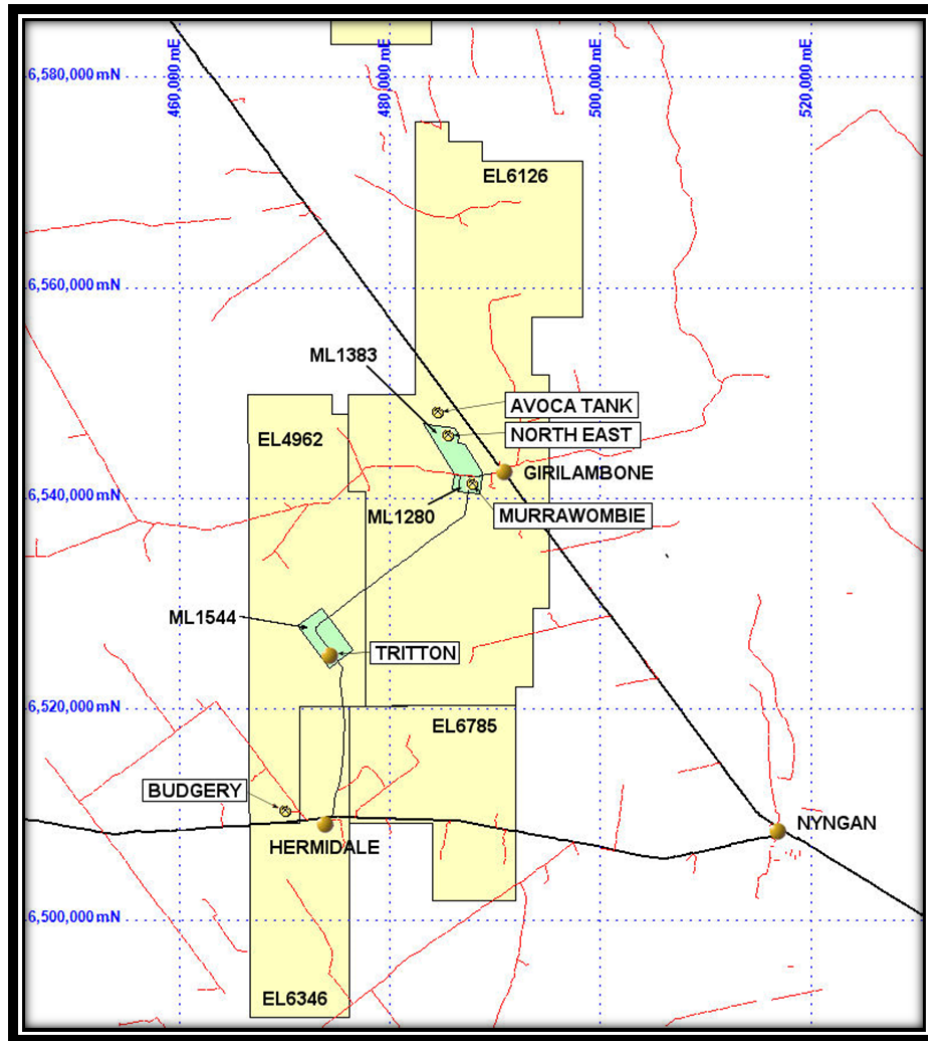 460,000 mE
480,000 mE
500,000 mE
520,000 mE
6,580,000 mN
EL6126
6,560,000 mN
ML1383
AVOCA TANK
EL4962
NORTH EAST
GIRILAMBONE
6,540,000 mN
ML1280
MURRAWOMBIE
ML1544
TRITTON
6,520,000 mN
EL6785
BUDGERY
NYNGAN
HERMIDALE
6,500,000 mN
EL6346